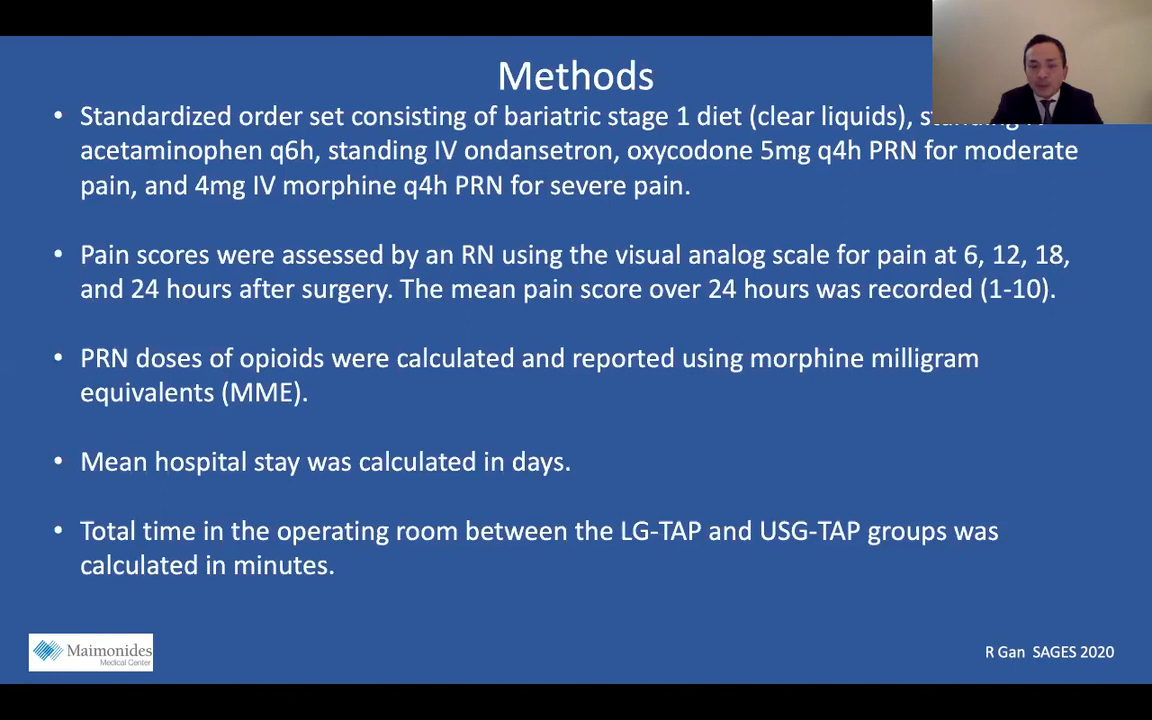 Methods
• Standardized order set consisting of bariatric stage 1 diet (clear liquids),
acetaminophen q6h, standing IV ondansetron, oxycodone 5mg q4h PRN for moderate
pain, and 4mg IV morphine q4h PRN for severe pain.
• Pain scores were assessed by an RN using the visual analog scale for pain at 6, 12, 18,
and 24 hours after surgery. The mean pain score over 24 hours was recorded (1-10).
• PRN doses of opioids were calculated and reported using morphine milligram
equivalents (MME).
• Mean hospital stay was calculated in days.
• Total time in the operating room between the LG-TAP and USG-TAP groups was
calculated in minutes.
Maimonides
Medical Center
R Gan SAGES 2020